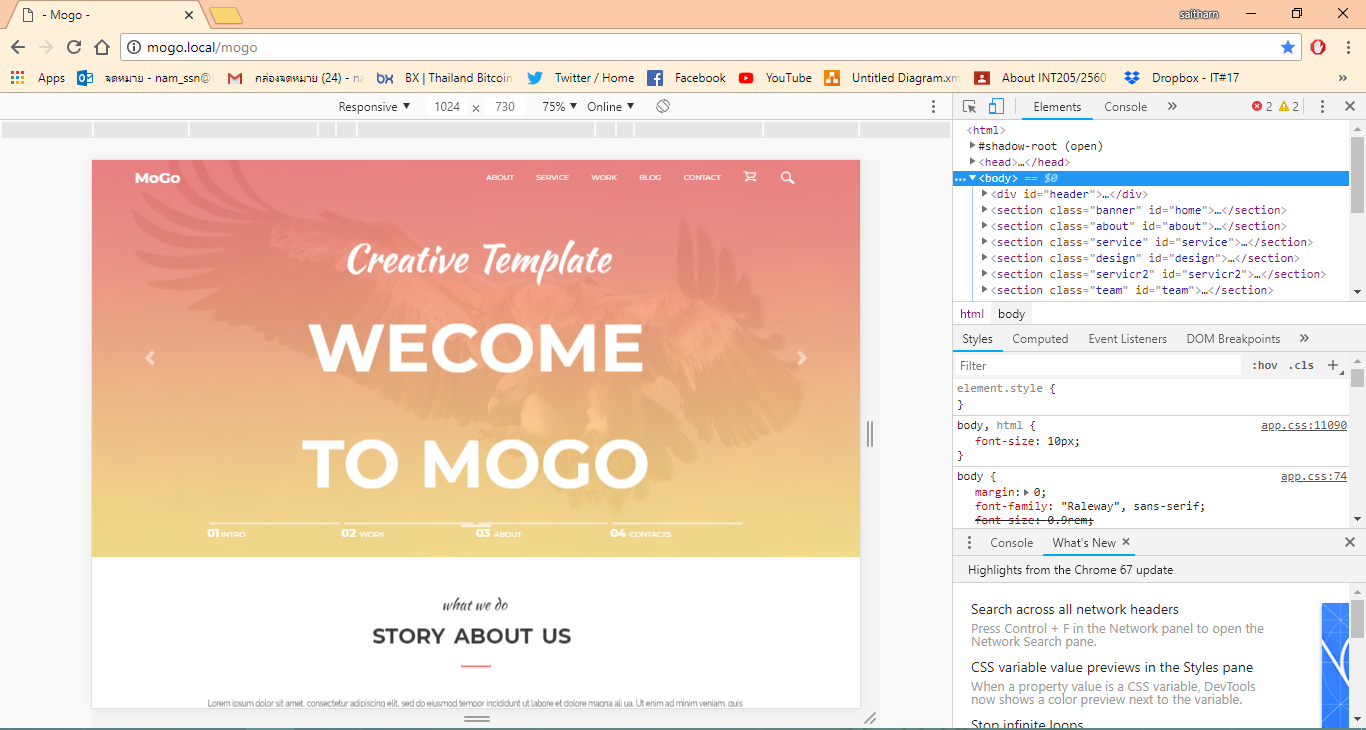 - Mogo -
saitharn
mogo.local/mogo
Apps จดหมาย - nam_ssn@ กล่องจดหมาย (24) - na BX | Thailand Bitcoin Twitter / Home Facebook YouTube Untitled Diagram.xm About INT205/2560 Dropbox - IT#17 »
Responsive ▼ 1024 x 730 75% ▼ Online ▼
Elements Console » 2 2
MoGo ABOUT SERVICE WORK BLOG CONTACT
Creative Template
WECOME
TO MOGO
01 INTRO 02 WORK 03 ABOUT 04 CONTACTS
what we do
STORY ABOUT US
Lorem ipsum dolor sit amet, consectetur adipiscing elit, sed do eiusmod tempor incididunt ut labore et dolore magna ali ua. Ut enim ad minim veniam, quis
<html>
▶#shadow-root (open)
▶<head>…</head>
…▼<body> == $0
▶<div id="header">…</div>
▶<section class="banner" id="home">…</section>
▶<section class="about" id="about">…</section>
▶<section class="service" id="service">…</section>
▶<section class="design" id="design">…</section>
▶<section class="servicr2" id="servicr2">…</section>
▶<section class="team" id="team">…</section>
html body
Styles Computed Event Listeners DOM Breakpoints »
Filter :hov .cls +
element.style {
}
body, html { app.css:11090
font-size: 10px;
}
body { app.css:74
margin:▶ 0;
font-family: "Raleway", sans-serif;
font-size: 0.9rem;
Console What's New ×
Highlights from the Chrome 67 update
Search across all network headers
Press Control + F in the Network panel to open the
Network Search pane.
CSS variable value previews in the Styles pane
When a property value is a CSS variable, DevTools
now shows a color preview next to the variable.
Stop infinite loops